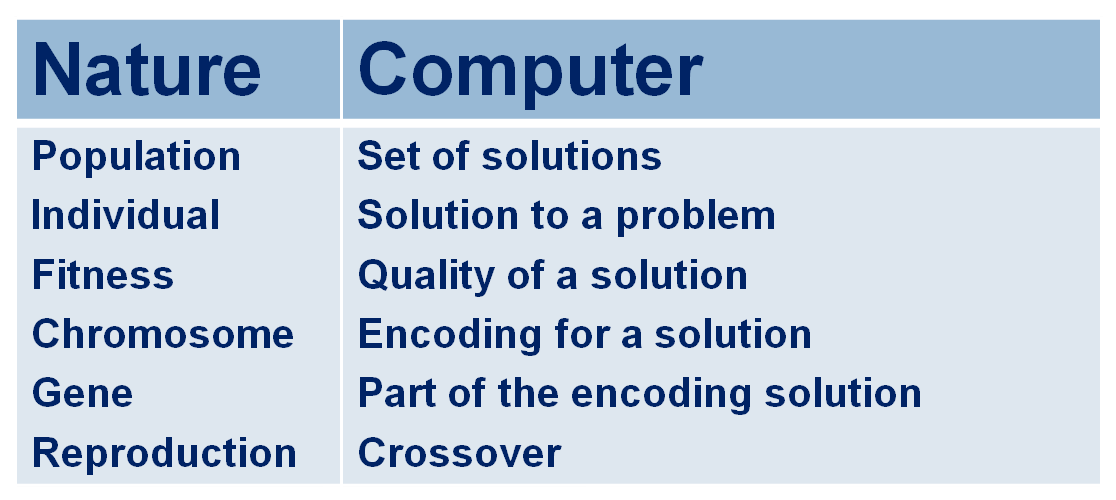 Nature Computer
Population Set of solutions
Individual Solution to a problem
Fitness Quality of a solution
Chromosome Encoding for a solution
Gene Part of the encoding solution
Reproduction Crossover